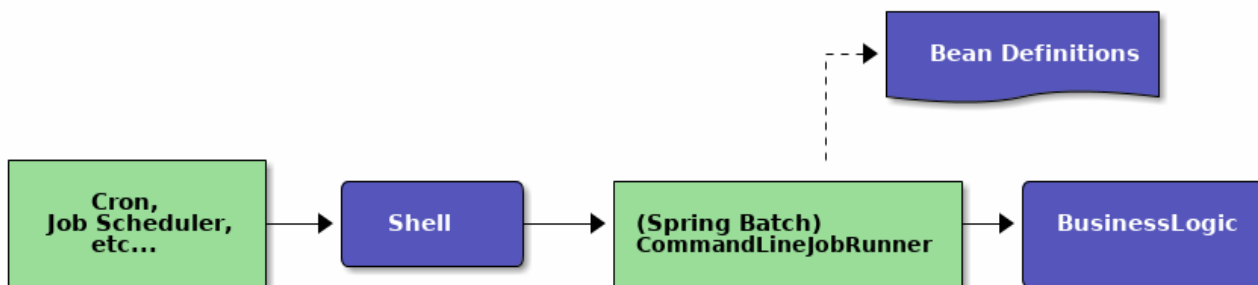 Bean Definitions
Cron,
Job Scheduler,
etc...
Shell
(Spring Batch)
CommandLineJobRunner
BusinessLogic